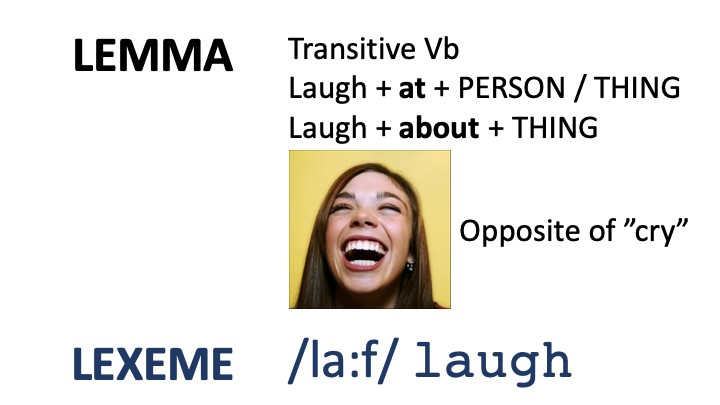 LEMMA
Transitive Vb
Laugh + at + PERSON / THING
Laugh + about + THING
Opposite of ”cry”
LEXEME
/la:f/ laugh